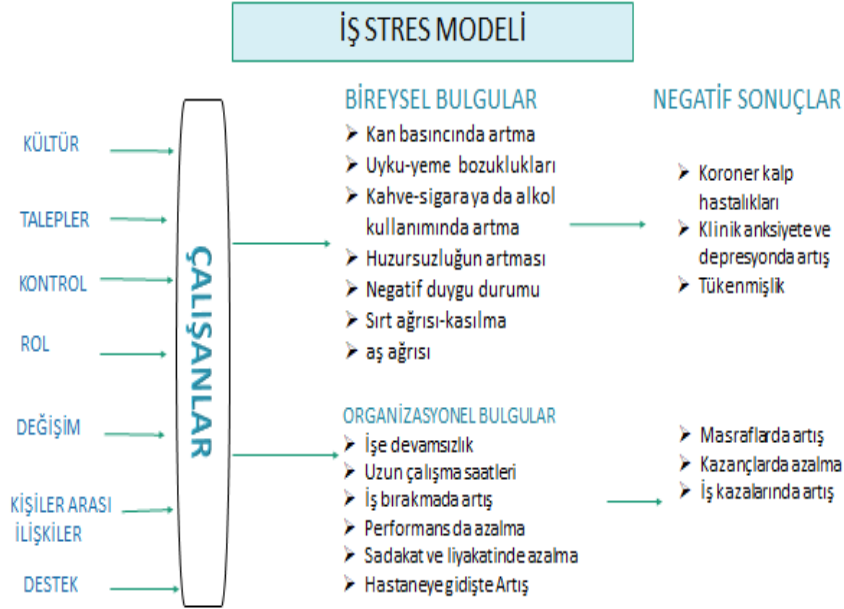 İŞ STRES MODELİ
KÜLTÜR
TALEPLER
KONTROL
ROL
DEĞİŞİM
KİŞİLER ARASI
İLİŞKİLER
DESTEK
ÇALIŞANLAR
BİREYSEL BULGULAR
Kan basıncında artma
Uyku-yeme bozuklukları
Kahve-sigara ya da alkol
kullanımında artma
Huzursuzluğun artması
Negatif duygu durumu
Sırt ağrısı-kasılma
aş ağrısı
ORGANİZASYONEL BULGULAR
İşe devamsızlık
Uzun çalışma saatleri
İş bırakmada artış
Performans da azalma
Sadakat ve liyakatinde azalma
Hastaneye gidişte Artış
NEGATİF SONUÇLAR
Koroner kalp
hastalıkları
Klinik anksiyete ve
depresyonda artış
Tükenmişlik
Masraflarda artış
Kazançlarda azalma
İş kazalarında artış